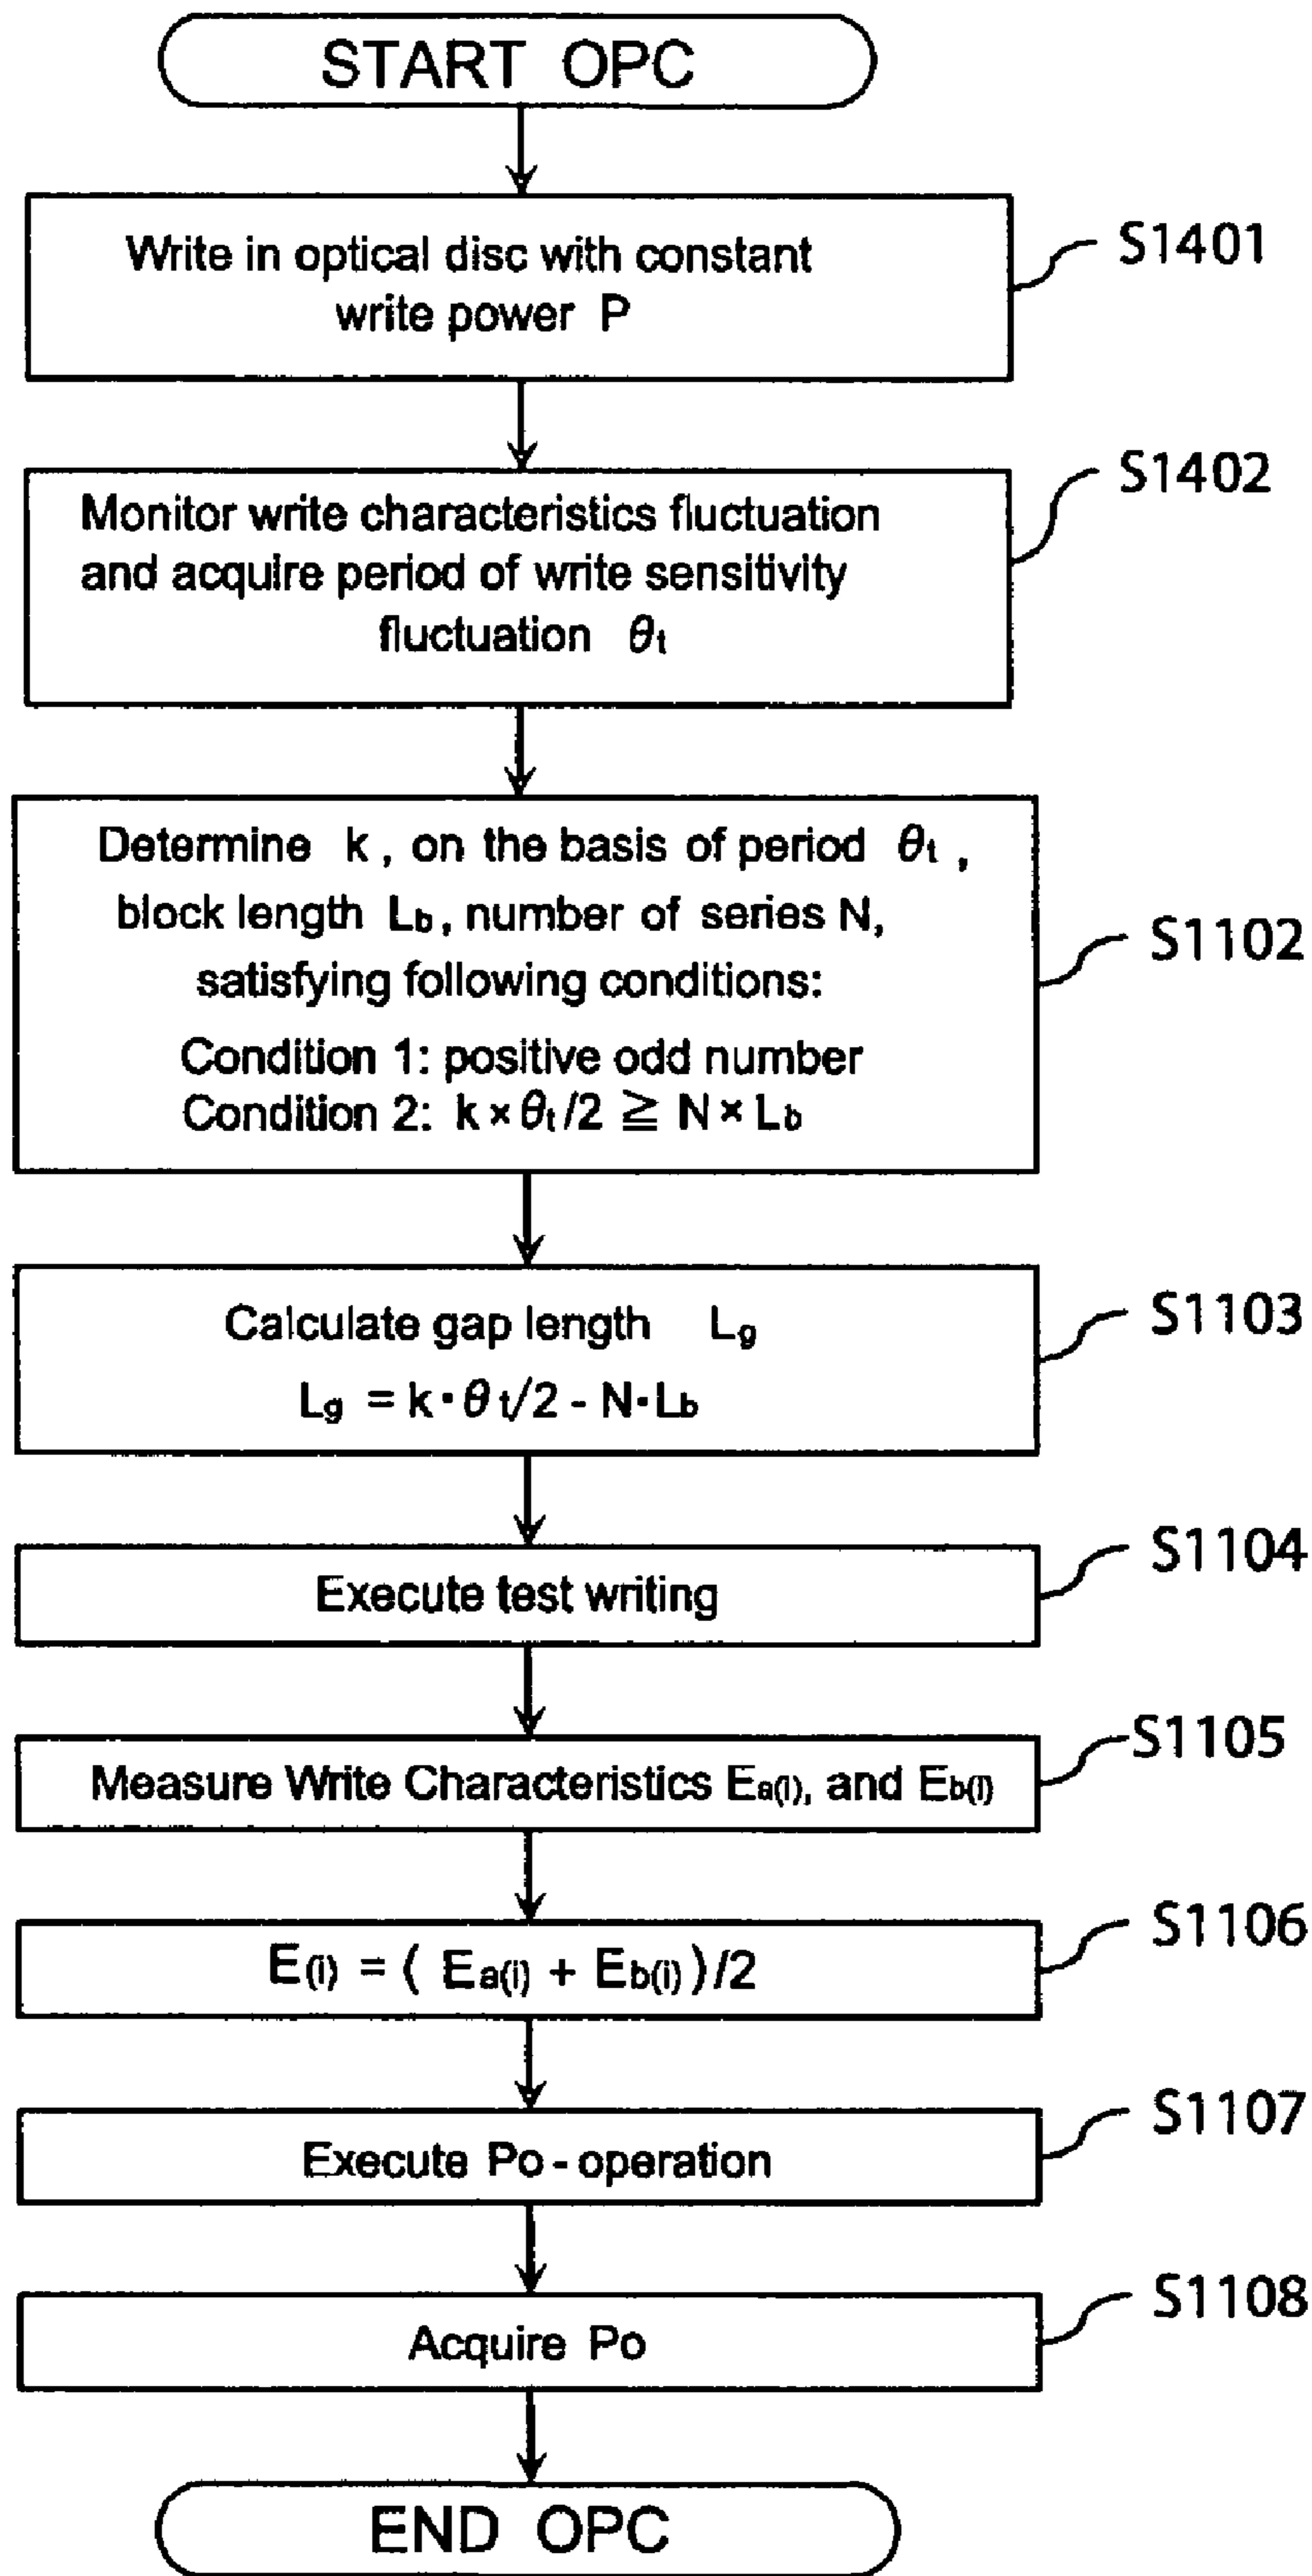 START OPC
Write in optical disc with constant
write power P
S1401
Monitor write characteristics fluctuation
and acquire period of write sensitivity
fluctuation θt
S1402
Determine k, on the basis of period θt,
block length Lb, number of series N,
satisfying following conditions:
Condition 1: positive odd number
Condition 2: k × θt/2 ≧ N × Lb
S1102
Calculate gap length Lg
Lg = k・θt/2 - N・Lb
S1103
Execute test writing
S1104
Measure Write Characteristics Ea(i), and Eb(i)
S1105
E(i) = ( Ea(i) + Eb(i) )/2
S1106
Execute Po - operation
S1107
Acquire Po
S1108
END OPC